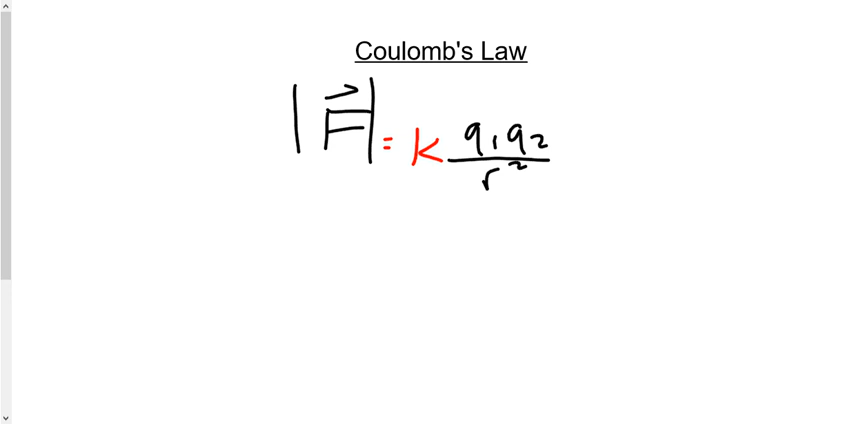 Coulomb's Law
|F⃗| = k q₁q₂/r²